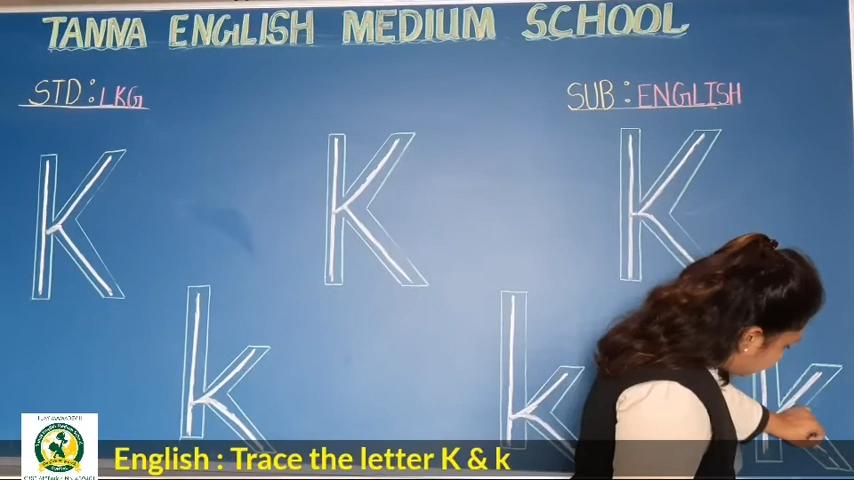 TANNA ENGLISH MEDIUM SCHOOL
STD : LKG
SUB : ENGLISH
K K K
k k k
English : Trace the letter K & k